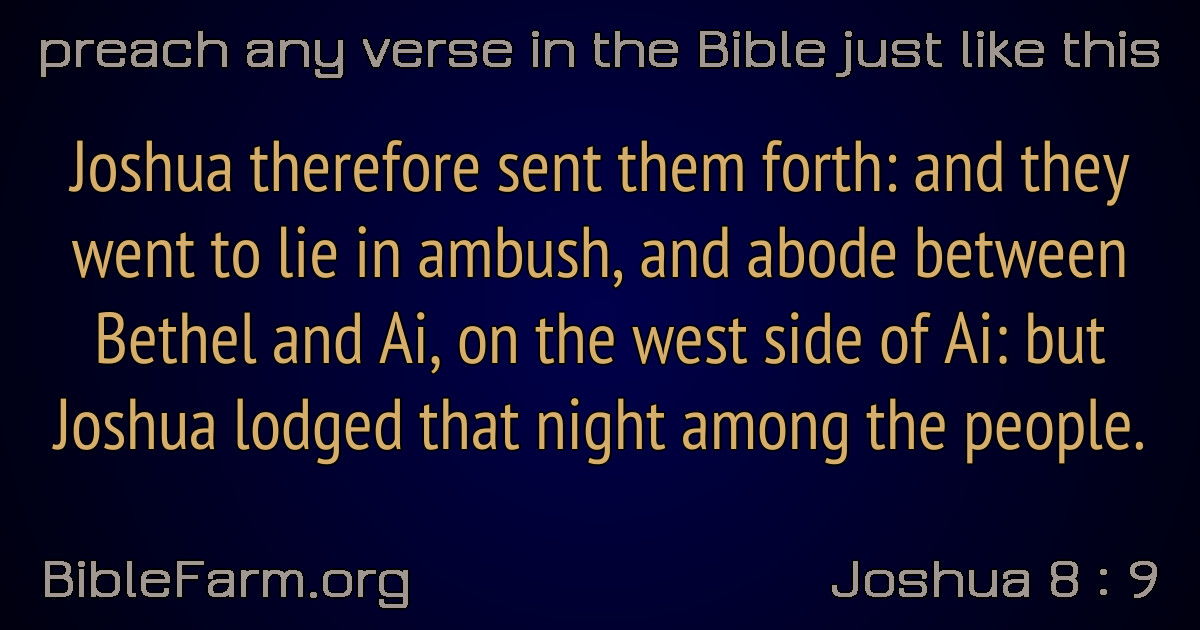 preach any verse in the Bible just like this
Joshua therefore sent them forth: and they
went to lie in ambush, and abode between
Bethel and Ai, on the west side of Ai: but
Joshua lodged that night among the people.
BibleFarm.org
Joshua 8 : 9